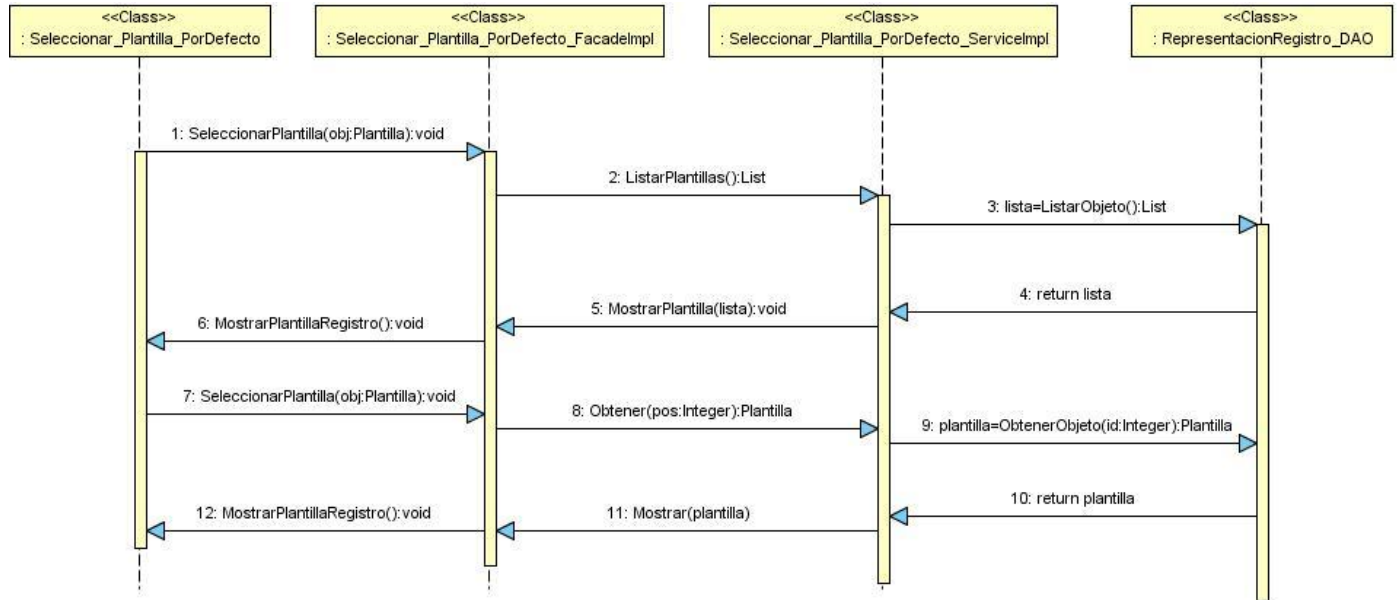 <<Class>>
: Seleccionar_Plantilla_PorDefecto
<<Class>>
: Seleccionar_Plantilla_PorDefecto_FacadeImpl
<<Class>>
: Seleccionar_Plantilla_PorDefecto_ServiceImpl
<<Class>>
: RepresentacionRegistro_DAO
1: SeleccionarPlantilla(obj:Plantilla):void
2: ListarPlantillas():List
3: lista=ListarObjeto():List
4: return lista
5: MostrarPlantilla(lista):void
6: MostrarPlantillaRegistro():void
7: SeleccionarPlantilla(obj:Plantilla):void
8: Obtener(pos:Integer):Plantilla
9: plantilla=ObtenerObjeto(id:Integer):Plantilla
10: return plantilla
11: Mostrar(plantilla)
12: MostrarPlantillaRegistro():void